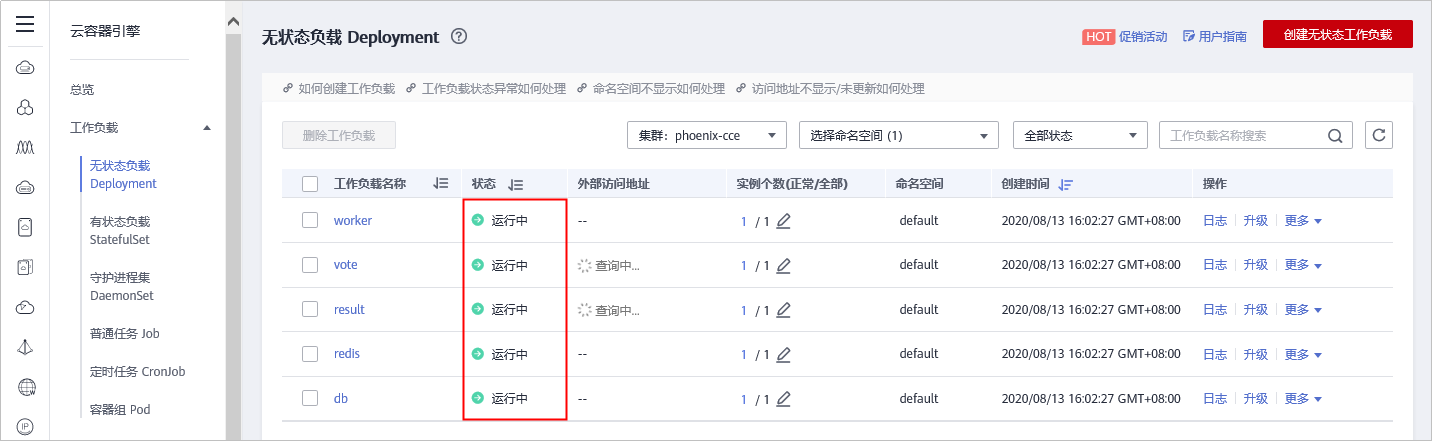 云容器引擎
总览
工作负载
无状态负载
Deployment
有状态负载
StatefulSet
守护进程集
DaemonSet
普通任务 Job
定时任务 CronJob
容器组 Pod
W
IP
无状态负载 Deployment ?
HOT 促销活动 用户指南 创建无状态工作负载
如何创建工作负载 工作负载状态异常如何处理 命名空间不显示如何处理 访问地址不显示/未更新如何处理
删除工作负载 集群：phoenix-cce 选择命名空间 (1) 全部状态 工作负载名称搜索
工作负载名称 状态 外部访问地址 实例个数(正常/全部) 命名空间 创建时间 操作
worker 运行中 -- 1 / 1 default 2020/08/13 16:02:27 GMT+08:00 日志 升级 更多
vote 运行中 查询中... 1 / 1 default 2020/08/13 16:02:27 GMT+08:00 日志 升级 更多
result 运行中 查询中... 1 / 1 default 2020/08/13 16:02:27 GMT+08:00 日志 升级 更多
redis 运行中 -- 1 / 1 default 2020/08/13 16:02:27 GMT+08:00 日志 升级 更多
db 运行中 -- 1 / 1 default 2020/08/13 16:02:27 GMT+08:00 日志 升级 更多